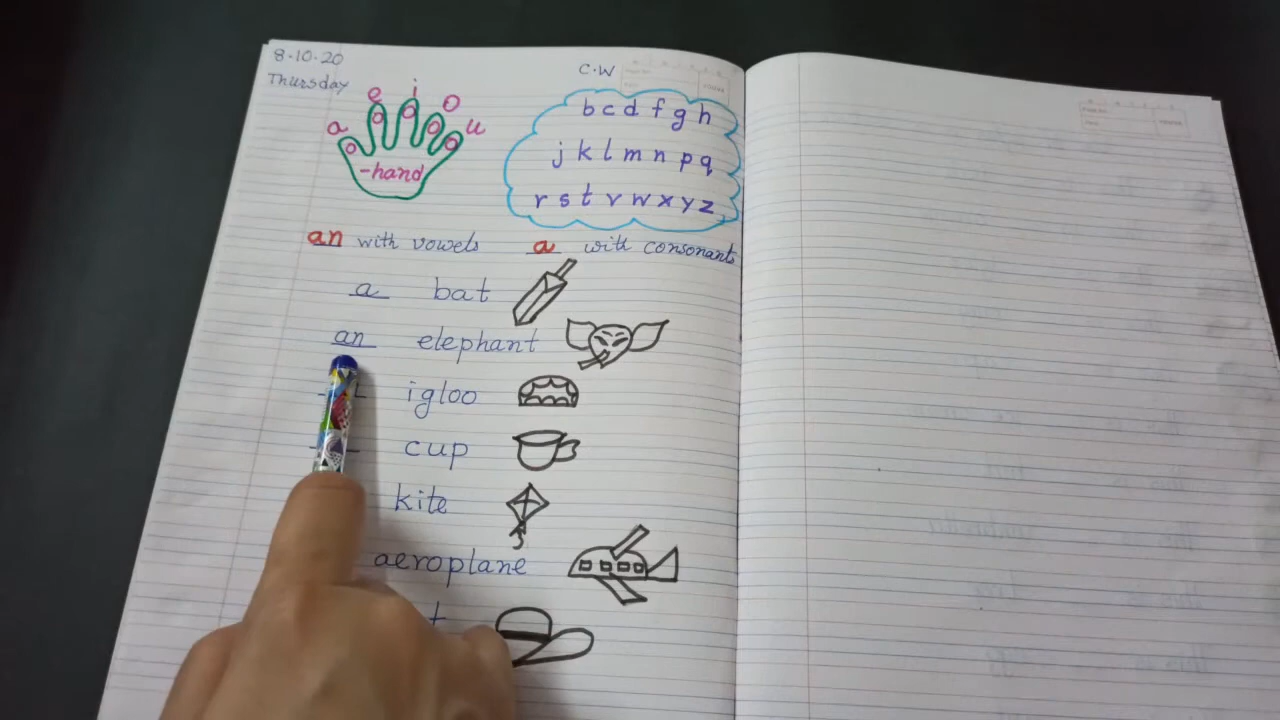 8.10.20
Thursday
C.W
a e i o u
-hand
b c d f g h
j k l m n p q
r s t v w x y z
an with vowels a with consonants
a bat
an elephant
igloo
cup
kite
aeroplane